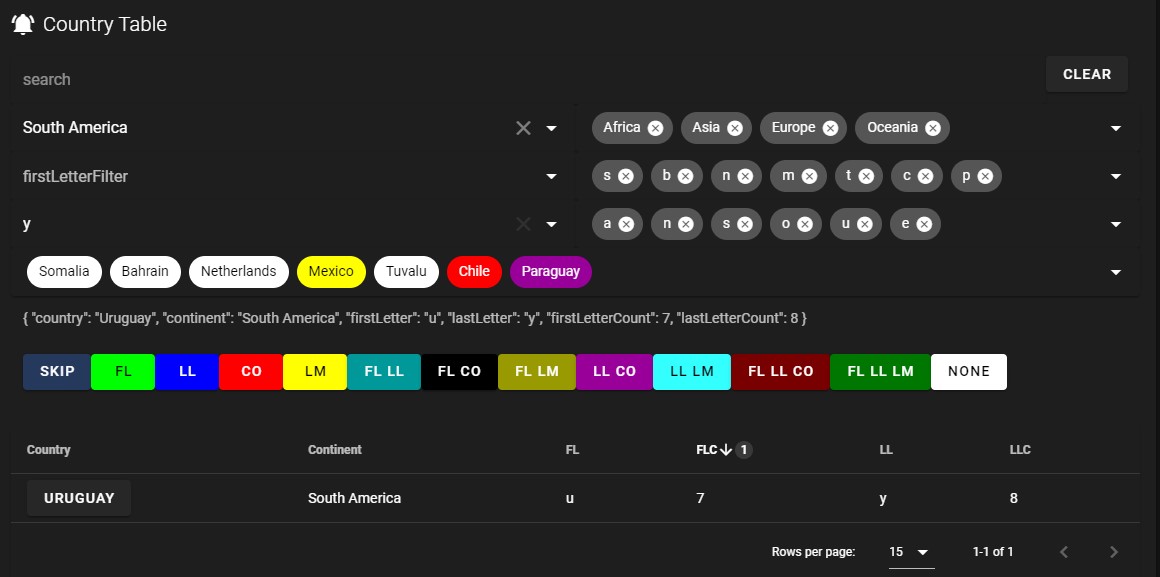 Country Table
search
CLEAR
South America
Africa Asia Europe Oceania
firstLetterFilter
s b n m t c p
y
a n s o u e
Somalia Bahrain Netherlands Mexico Tuvalu Chile Paraguay
{ "country": "Uruguay", "continent": "South America", "firstLetter": "u", "lastLetter": "y", "firstLetterCount": 7, "lastLetterCount": 8 }
SKIP FL LL CO LM FL LL FL CO FL LM LL CO LL LM FL LL CO FL LL LM NONE
Country Continent FL FLC 1 LL LLC
URUGUAY South America u 7 y 8
Rows per page: 15 1-1 of 1